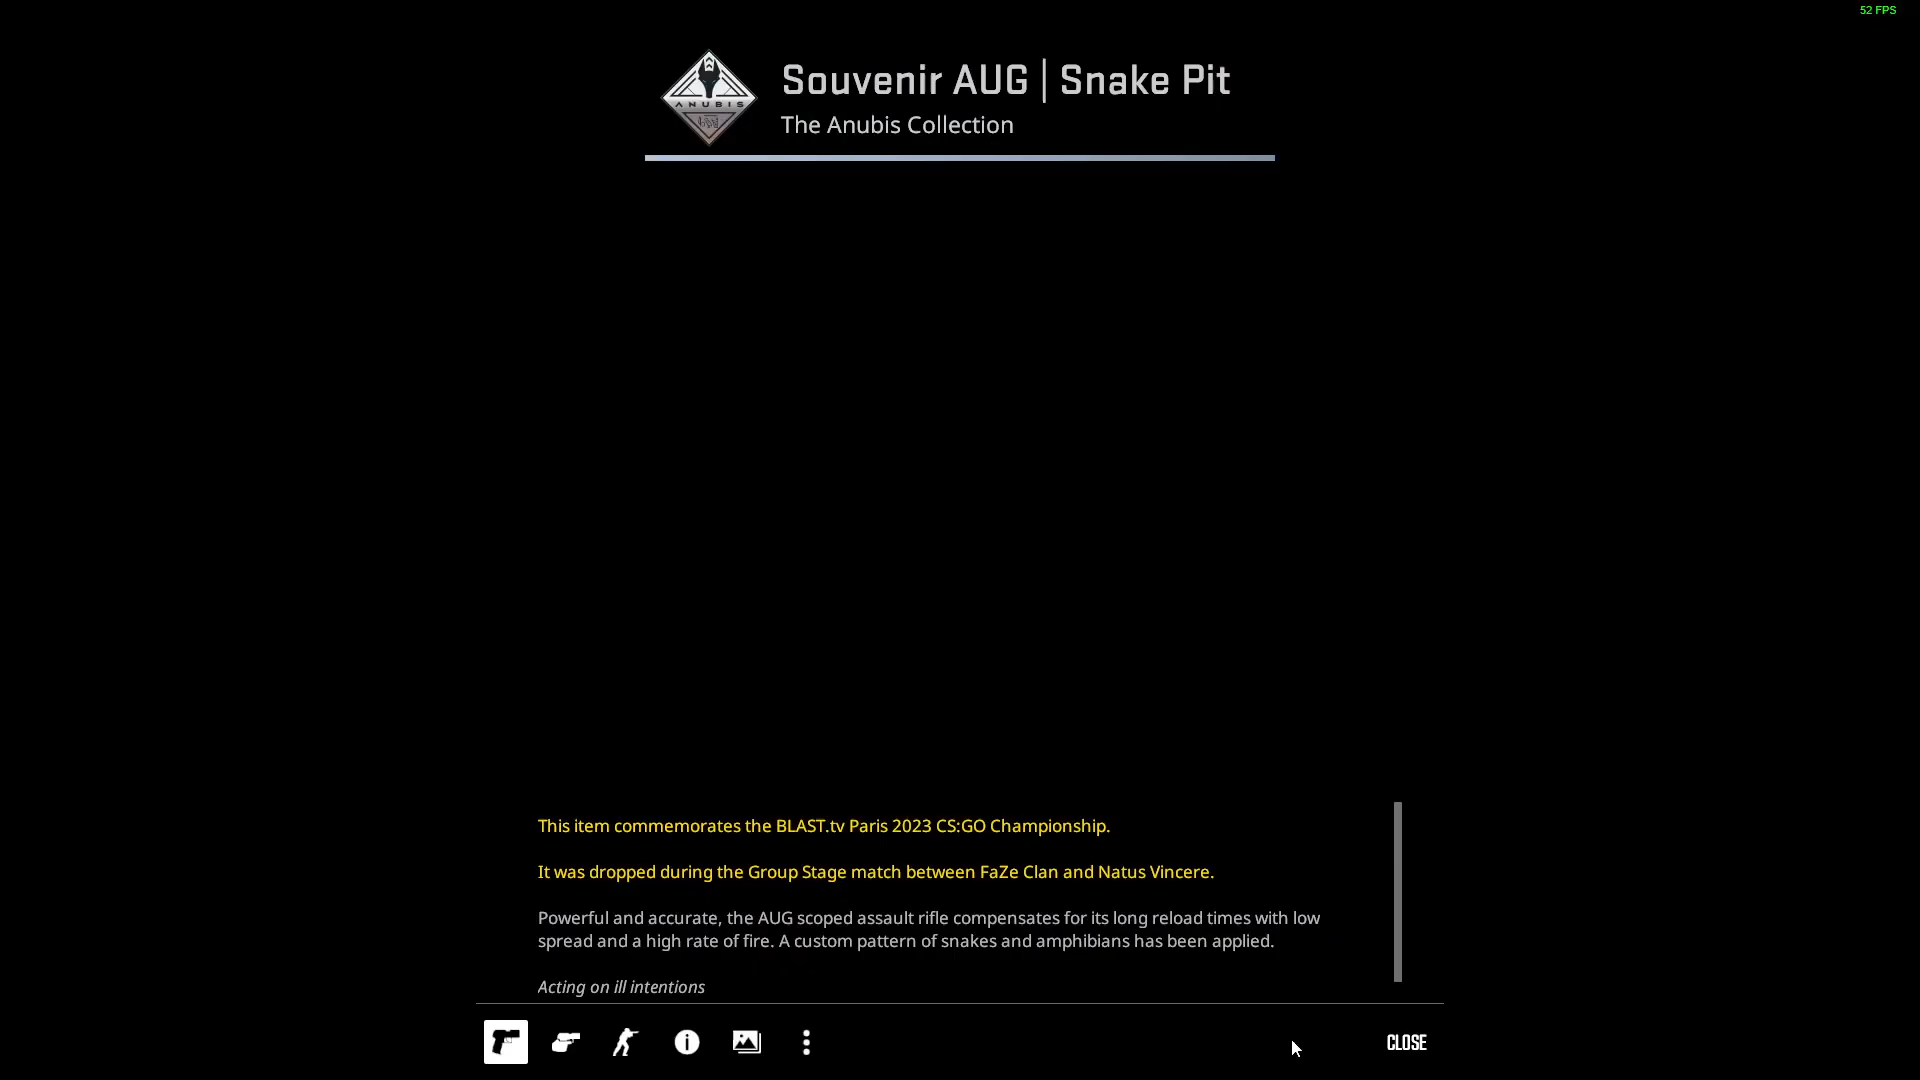 52 FPS
ANUBIS
Souvenir AUG | Snake Pit
The Anubis Collection
This item commemorates the BLAST.tv Paris 2023 CS:GO Championship.
It was dropped during the Group Stage match between FaZe Clan and Natus Vincere.
Powerful and accurate, the AUG scoped assault rifle compensates for its long reload times with low
spread and a high rate of fire. A custom pattern of snakes and amphibians has been applied.
Acting on ill intentions
CLOSE